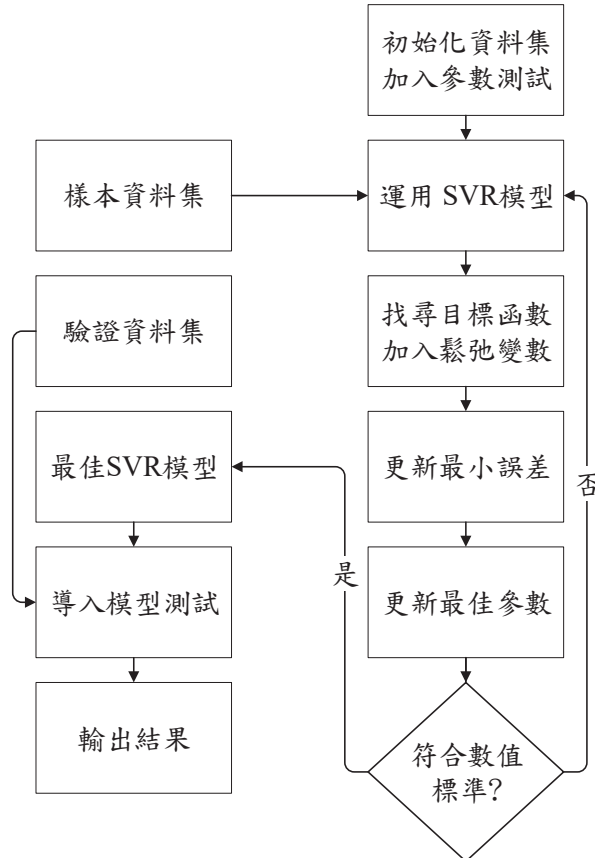 初始化資料集
加入參數測試
樣本資料集
運用 SVR模型
驗證資料集
找尋目標函數
加入鬆弛變數
最佳SVR模型
更新最小誤差
否
是
導入模型測試
更新最佳參數
輸出結果
符合數值
標準?